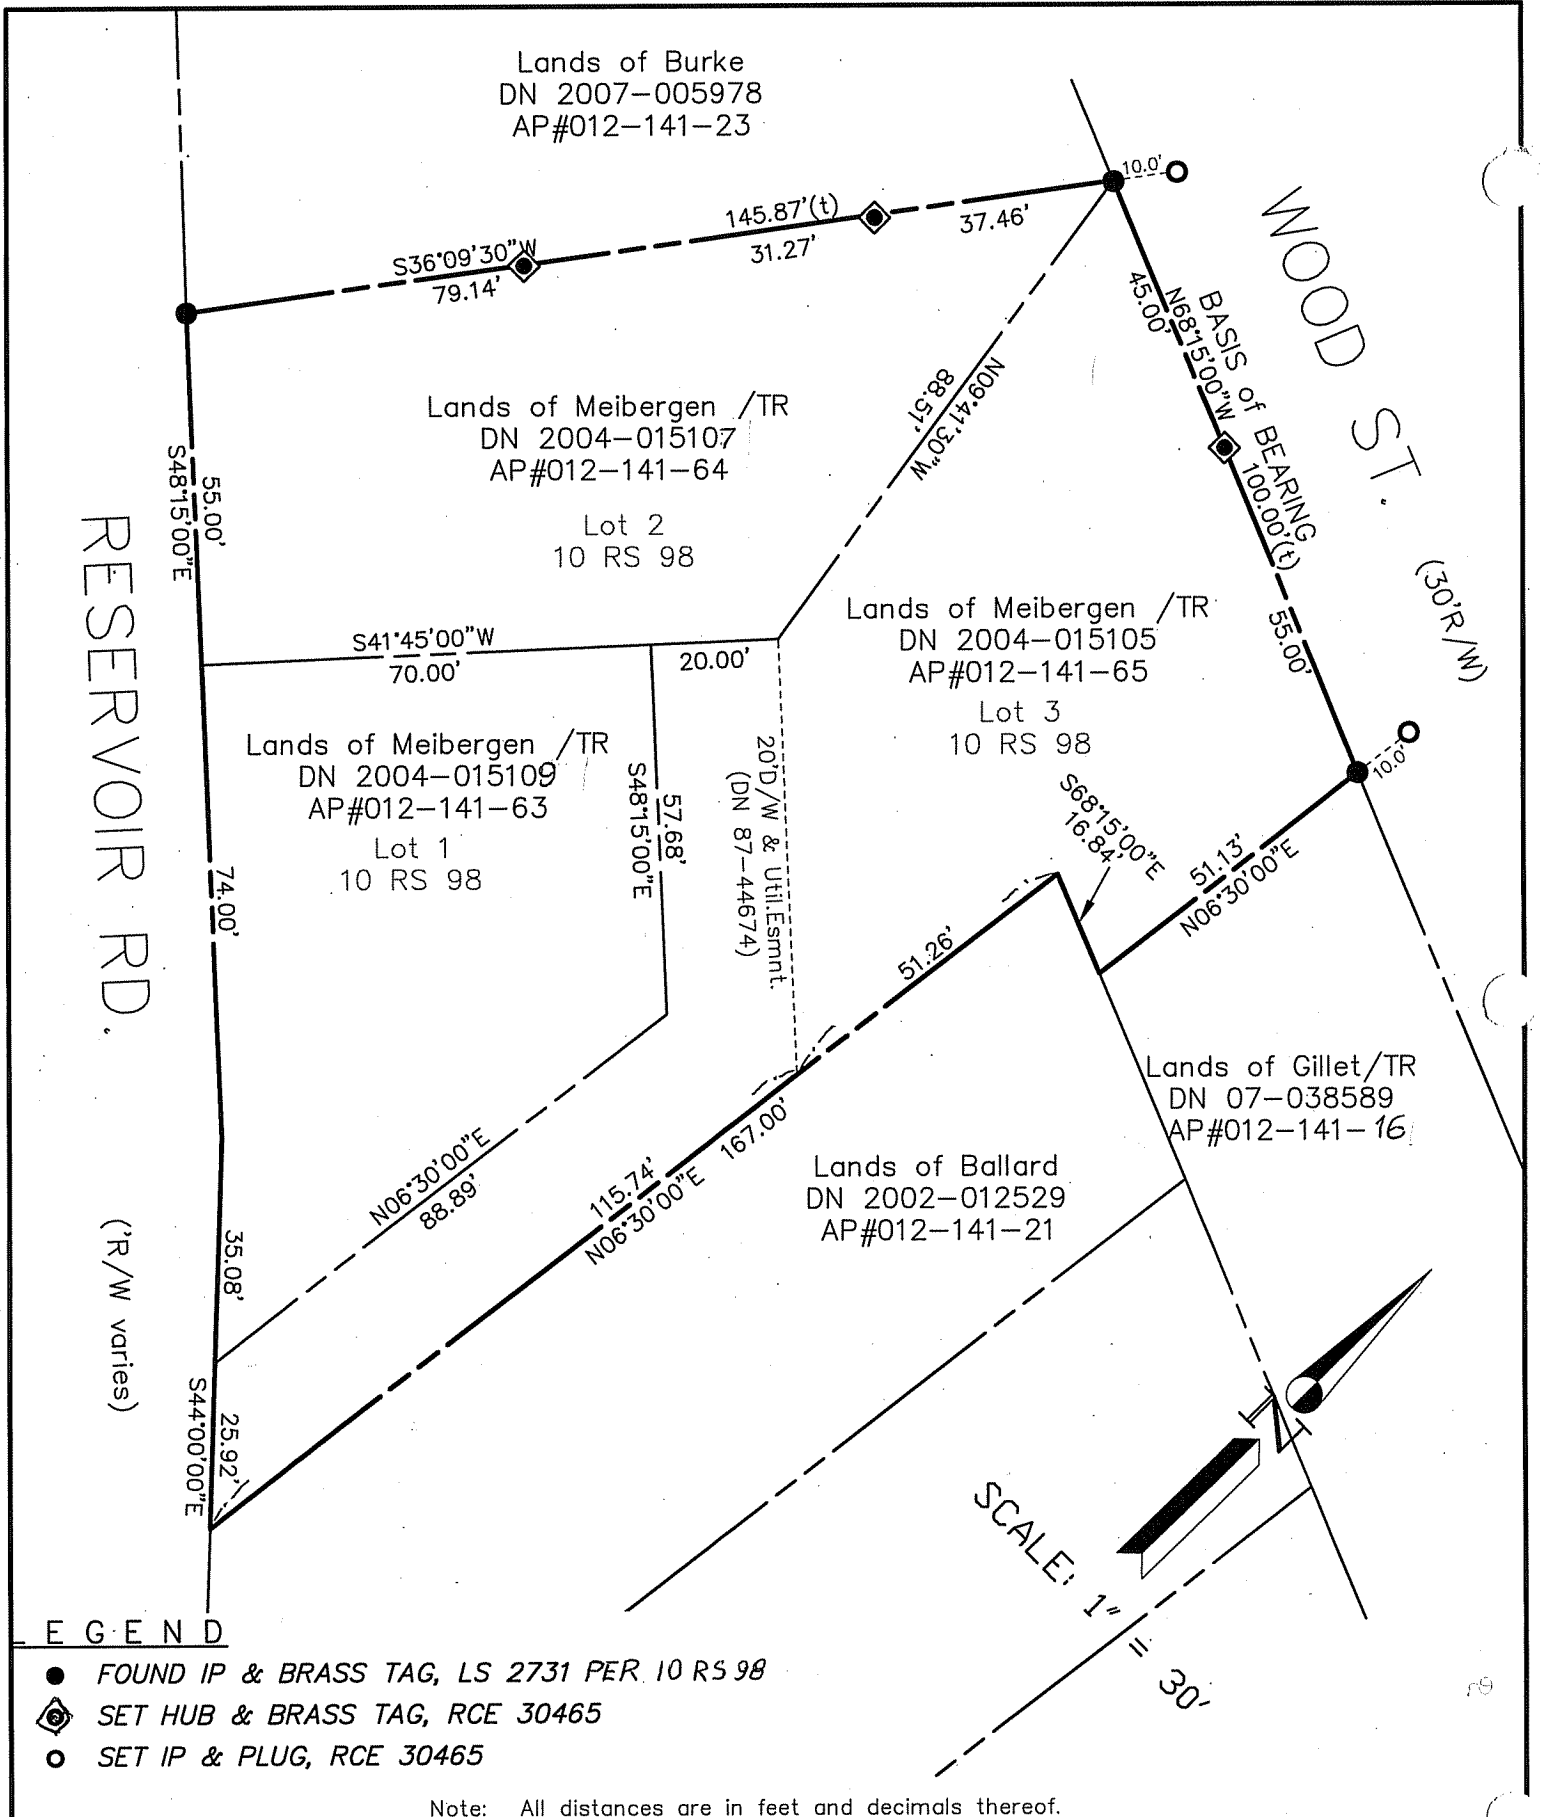 Lands of Burke
DN 2007-005978
AP#012-141-23
10.0'
WOOD ST.
(30'R/W)
145.87'(t)
37.46'
S36°09'30"W
31.27'
79.14'
45.00'
N68°15'00"W
BASIS of BEARING
100.00'(t)
55.00'
N09°41'30"W
88.51'
Lands of Meibergen /TR
DN 2004-015107
AP#012-141-64
Lot 2
10 RS 98
55.00'
S48°15'00"E
RESERVOIR RD.
('R/W varies)
S41°45'00"W
70.00'
20.00'
Lands of Meibergen /TR
DN 2004-015105
AP#012-141-65
Lot 3
10 RS 98
Lands of Meibergen /TR
DN 2004-015109
AP#012-141-63
Lot 1
10 RS 98
57.68'
S48°15'00"E
20'D/W & Util.Esmnt.
(DN 87-44674)
S68°15'00"E
16.84'
10.0'
51.13'
N06°30'00"E
74.00'
51.26'
Lands of Gillet/TR
DN 07-038589
AP#012-141-16
N06°30'00"E
88.89'
167.00'
115.74'
N06°30'00"E
Lands of Ballard
DN 2002-012529
AP#012-141-21
35.08'
25.92'
S44°00'00"E
N
SCALE: 1" = 30'
LEGEND
FOUND IP & BRASS TAG, LS 2731 PER 10 RS 98
SET HUB & BRASS TAG, RCE 30465
SET IP & PLUG, RCE 30465
Note: All distances are in feet and decimals thereof.